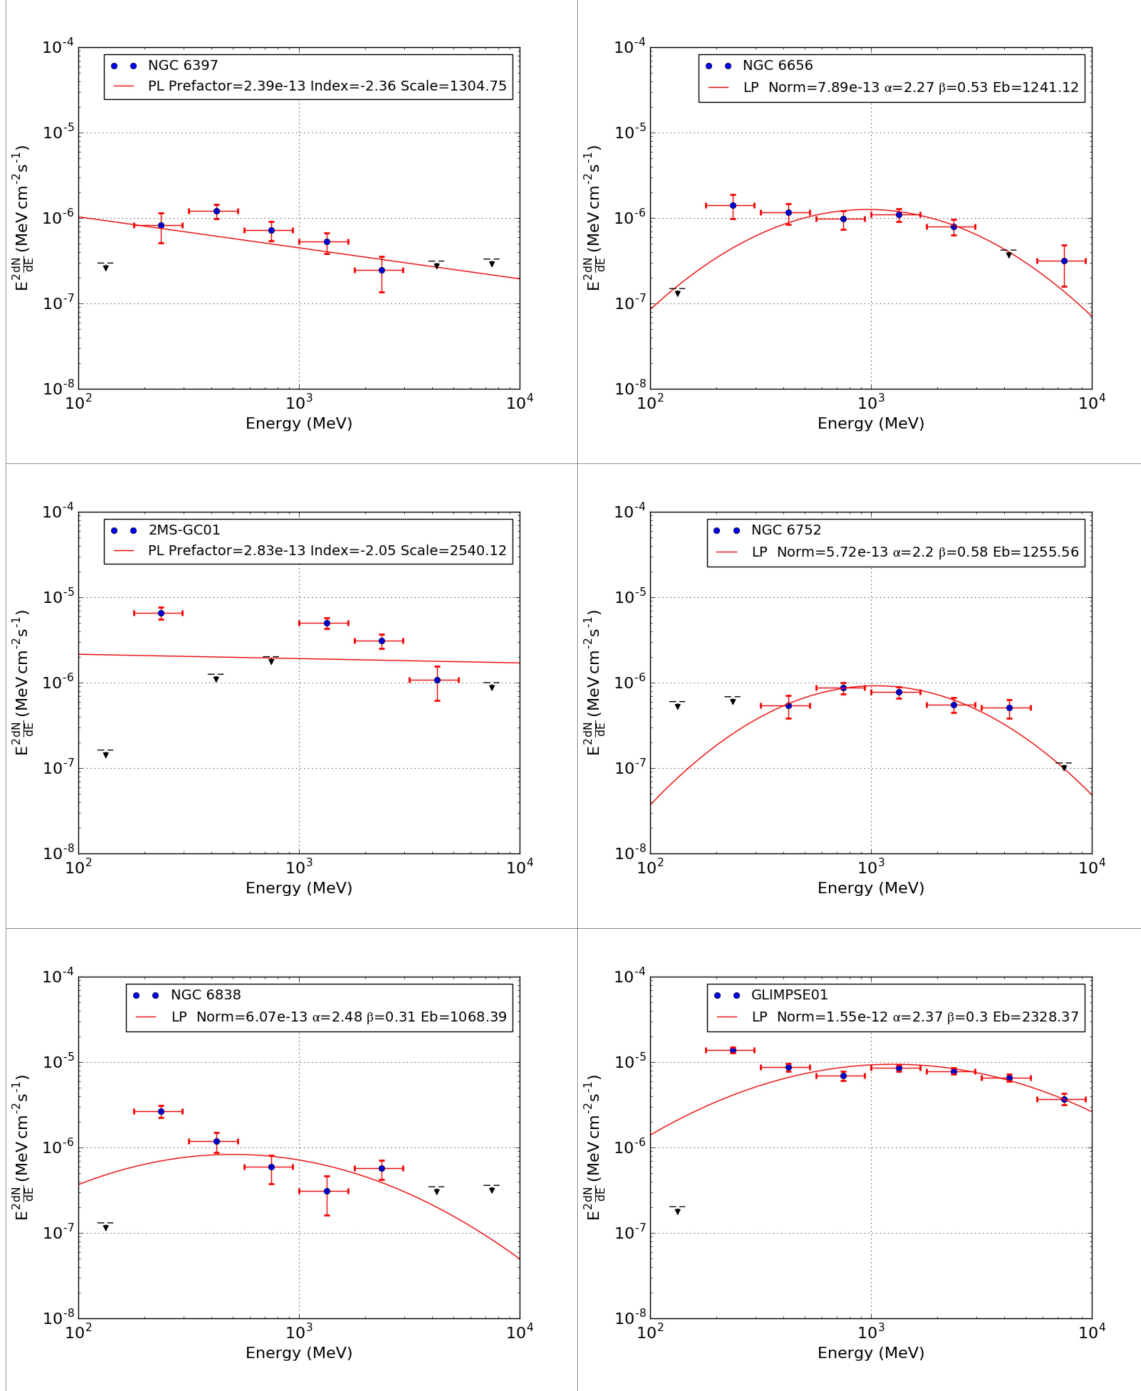 10^-4
NGC 6397
PL Prefactor=2.39e-13 Index=-2.36 Scale=1304.75
10^-5
10^-6
10^-7
10^-8
E^2 dN/dE (MeV cm^-2 s^-1)
10^2 10^3 10^4
Energy (MeV)
10^-4
NGC 6656
LP Norm=7.89e-13 α=2.27 β=0.53 Eb=1241.12
10^-5
10^-6
10^-7
10^-8
E^2 dN/dE (MeV cm^-2 s^-1)
10^2 10^3 10^4
Energy (MeV)
10^-4
2MS-GC01
PL Prefactor=2.83e-13 Index=-2.05 Scale=2540.12
10^-5
10^-6
10^-7
10^-8
E^2 dN/dE (MeV cm^-2 s^-1)
10^2 10^3 10^4
Energy (MeV)
10^-4
NGC 6752
LP Norm=5.72e-13 α=2.2 β=0.58 Eb=1255.56
10^-5
10^-6
10^-7
10^-8
E^2 dN/dE (MeV cm^-2 s^-1)
10^2 10^3 10^4
Energy (MeV)
10^-4
NGC 6838
LP Norm=6.07e-13 α=2.48 β=0.31 Eb=1068.39
10^-5
10^-6
10^-7
10^-8
E^2 dN/dE (MeV cm^-2 s^-1)
10^2 10^3 10^4
Energy (MeV)
10^-4
GLIMPSE01
LP Norm=1.55e-12 α=2.37 β=0.3 Eb=2328.37
10^-5
10^-6
10^-7
10^-8
E^2 dN/dE (MeV cm^-2 s^-1)
10^2 10^3 10^4
Energy (MeV)